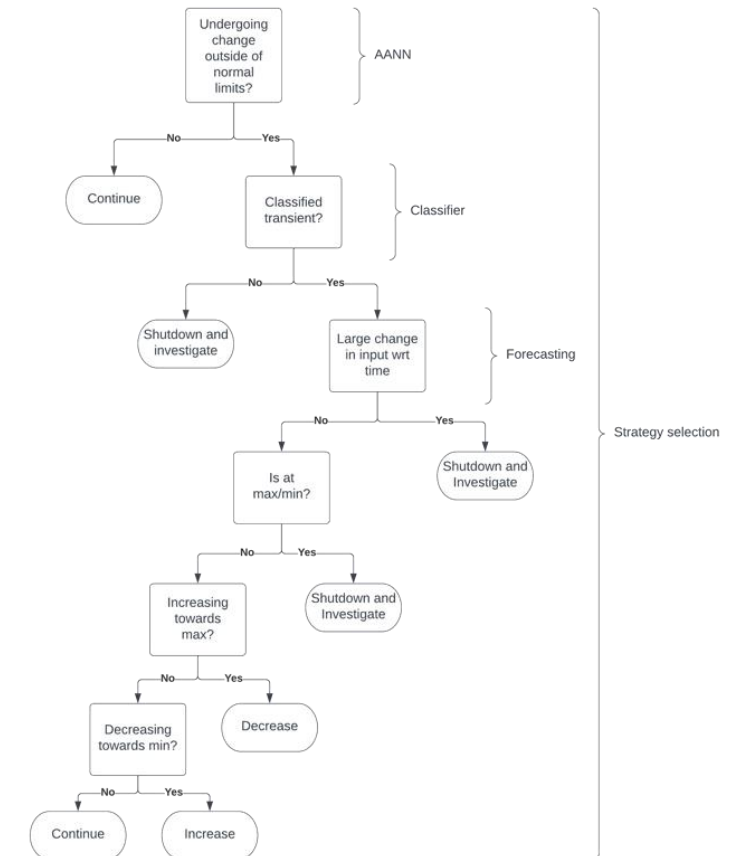 Undergoing
change
outside of
normal
limits?
AANN
No
Yes
Continue
Classified
transient?
Classifier
No
Yes
Shutdown and
investigate
Large change
in input wrt
time
Forecasting
No
Yes
Strategy selection
Is at
max/min?
Shutdown and
Investigate
No
Yes
Increasing
towards
max?
Shutdown and
Investigate
No
Yes
Decreasing
towards min?
Decrease
No
Yes
Continue
Increase